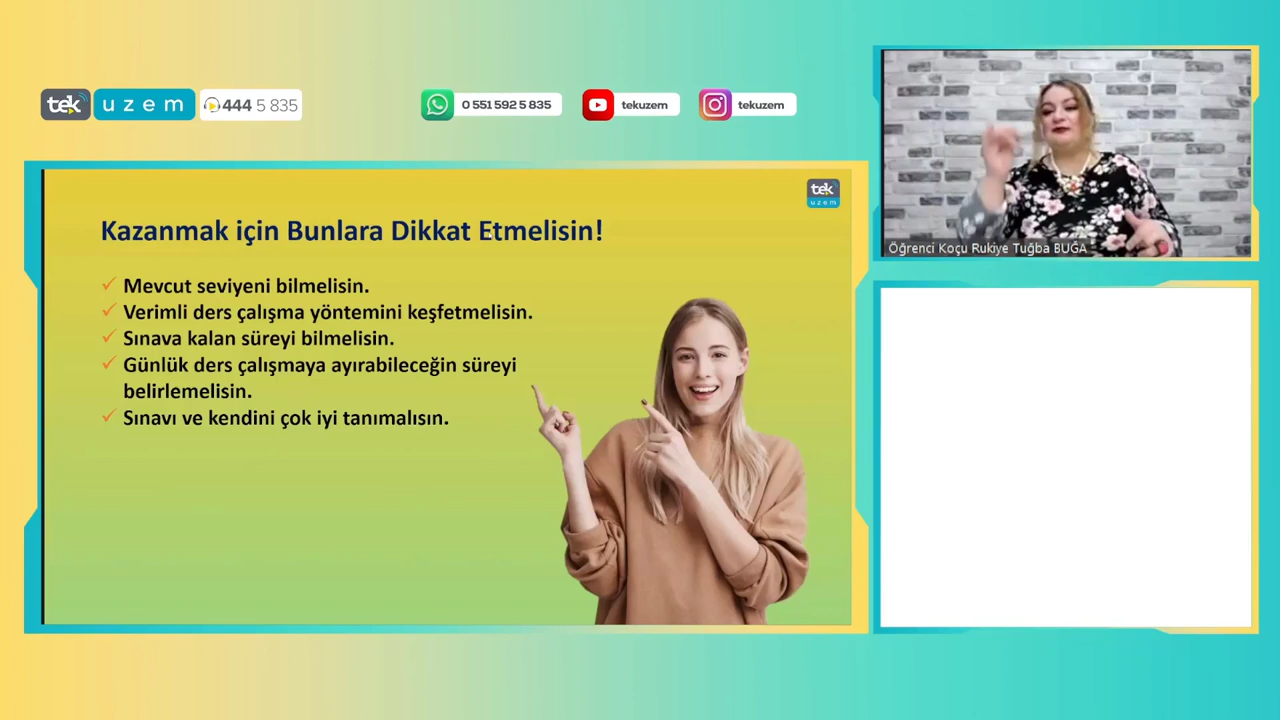 tek uzem 444 5 835
0 551 592 5 835
tekuzem
tekuzem
tek
uzem
Kazanmak için Bunlara Dikkat Etmelisin!
✓ Mevcut seviyeni bilmelisin.
✓ Verimli ders çalışma yöntemini keşfetmelisin.
✓ Sınava kalan süreyi bilmelisin.
✓ Günlük ders çalışmaya ayırabileceğin süreyi
belirlemelisin.
✓ Sınavı ve kendini çok iyi tanımalısın.
Öğrenci Koçu Rukiye Tuğba BUĞA